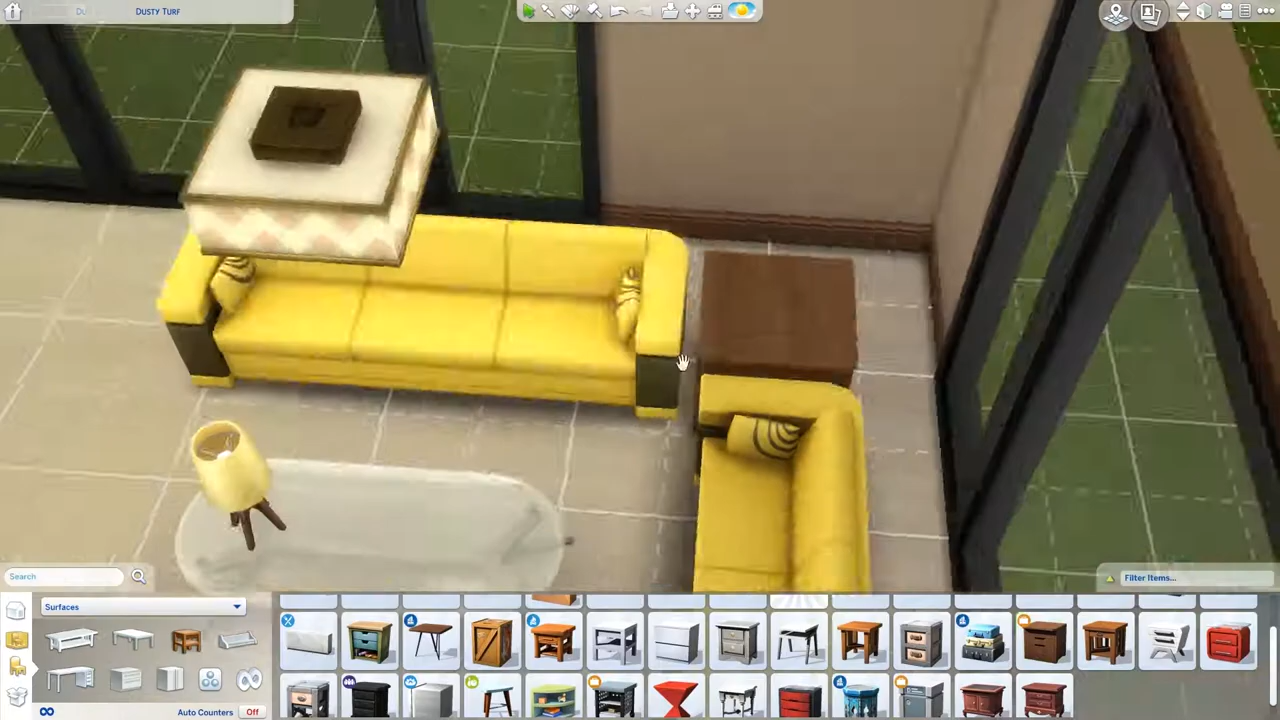 DUSTY TURF
Search
Filter Items...
Surfaces
Auto Counters
Off